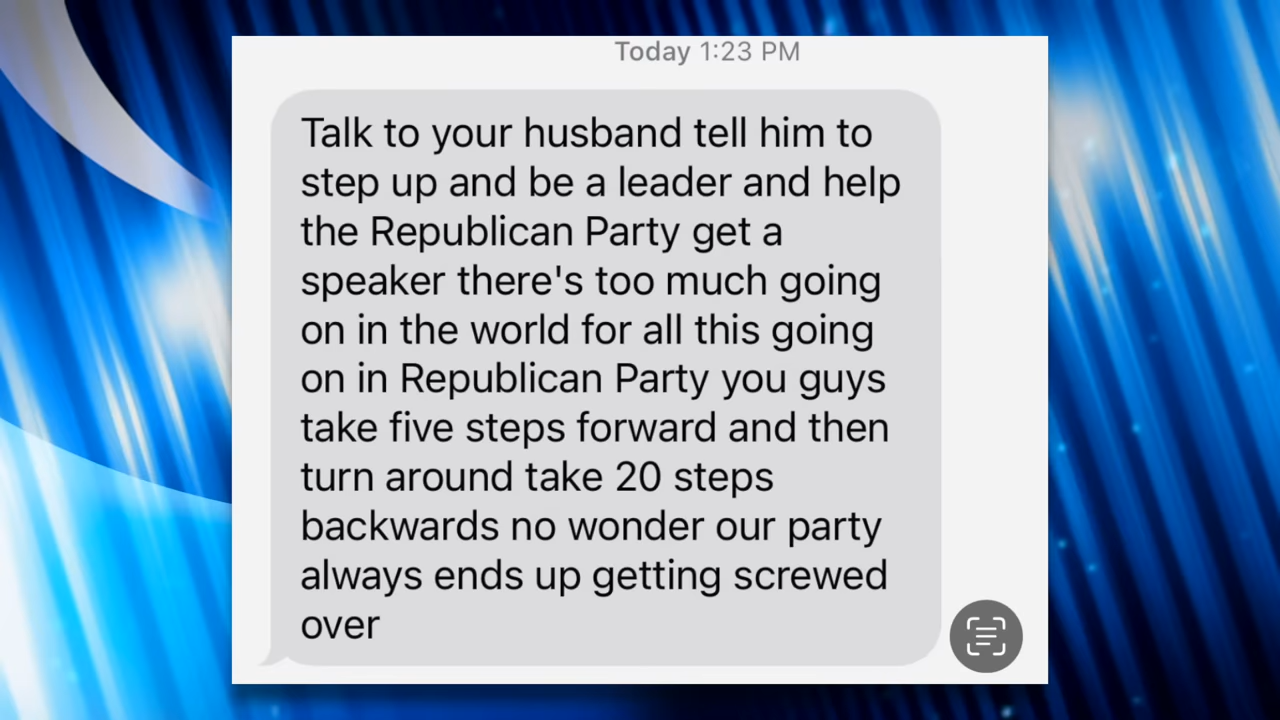 Today 1:23 PM
Talk to your husband tell him to
step up and be a leader and help
the Republican Party get a
speaker there's too much going
on in the world for all this going
on in Republican Party you guys
take five steps forward and then
turn around take 20 steps
backwards no wonder our party
always ends up getting screwed
over